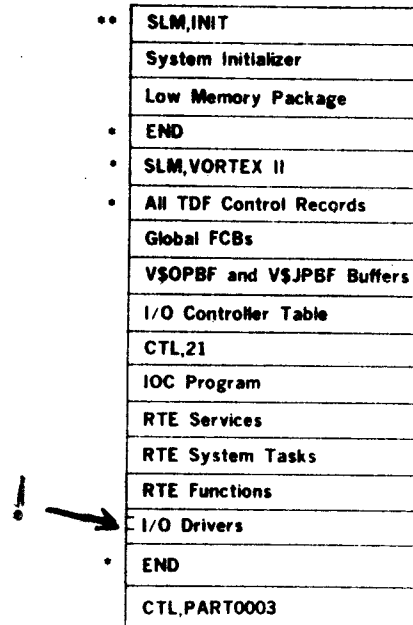 ** SLM,INIT
System Initializer
Low Memory Package
* END
* SLM,VORTEX II
* All TDF Control Records
Global FCBs
V$OPBF and V$JPBF Buffers
I/O Controller Table
CTL,21
IOC Program
RTE Services
RTE System Tasks
RTE Functions
! I/O Drivers
* END
CTL,PART0003